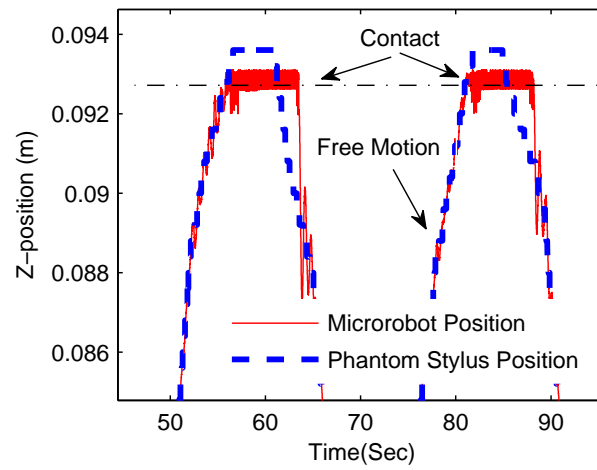 0.094
0.092
0.09
0.088
0.086
Z−position (m)
Contact
Free Motion
Microrobot Position
Phantom Stylus Position
50 60 70 80 90
Time(Sec)